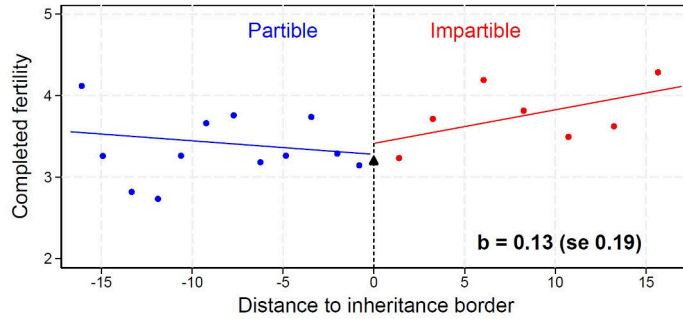 Partible Impartible
5
4
3
2
Completed fertility
b = 0.13 (se 0.19)
-15 -10 -5 0 5 10 15
Distance to inheritance border